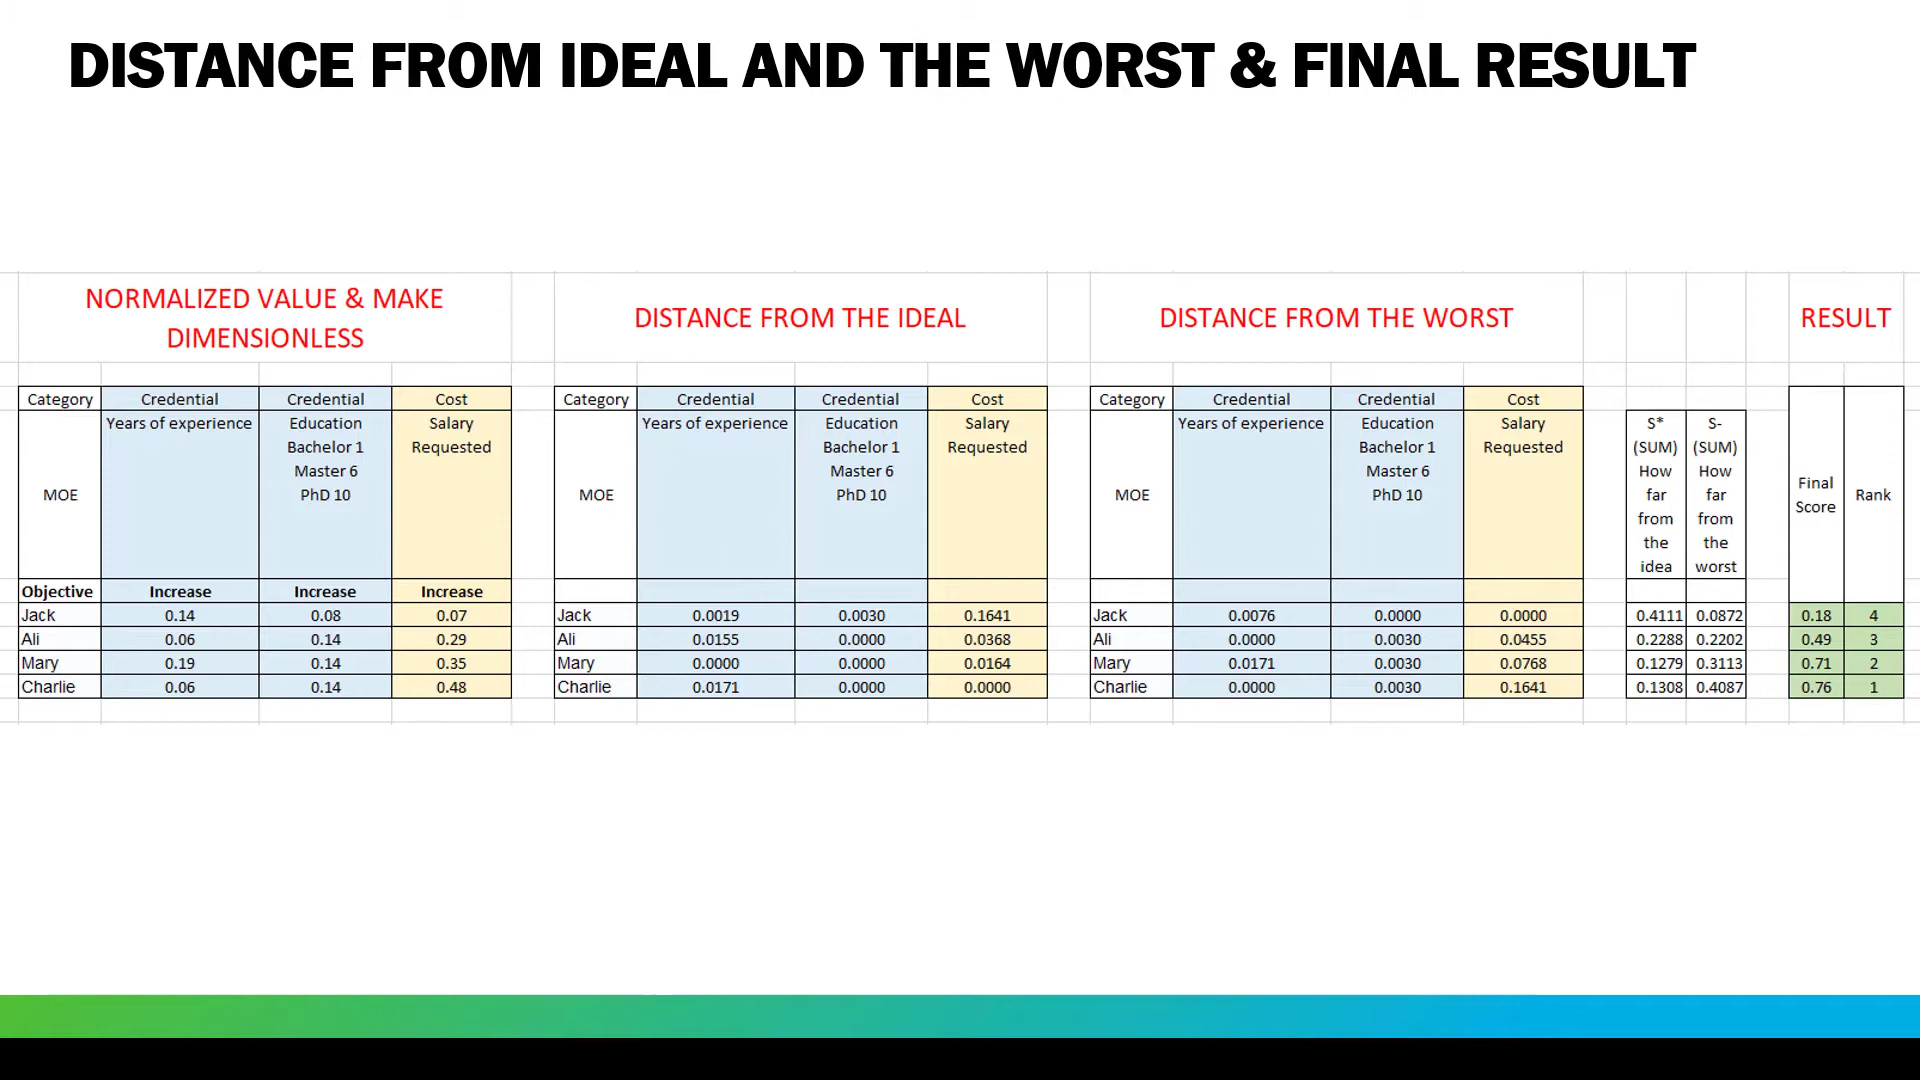 DISTANCE FROM IDEAL AND THE WORST & FINAL RESULT
NORMALIZED VALUE & MAKE
DIMENSIONLESS
Category Credential Credential Cost
MOE Years of experience Education Salary
Bachelor 1 Requested
Master 6
PhD 10
Objective Increase Increase Increase
Jack 0.14 0.08 0.07
Ali 0.06 0.14 0.29
Mary 0.19 0.14 0.35
Charlie 0.06 0.14 0.48
DISTANCE FROM THE IDEAL
Category Credential Credential Cost
MOE Years of experience Education Salary
Bachelor 1 Requested
Master 6
PhD 10
Jack 0.0019 0.0030 0.1641
Ali 0.0155 0.0000 0.0368
Mary 0.0000 0.0000 0.0164
Charlie 0.0171 0.0000 0.0000
DISTANCE FROM THE WORST
Category Credential Credential Cost
MOE Years of experience Education Salary
Bachelor 1 Requested
Master 6
PhD 10
Jack 0.0076 0.0000 0.0000
Ali 0.0000 0.0030 0.0455
Mary 0.0171 0.0030 0.0768
Charlie 0.0000 0.0030 0.1641
S* S-
(SUM) (SUM)
How How
far far
from from
the the
idea worst
0.4111 0.0872
0.2288 0.2202
0.1279 0.3113
0.1308 0.4087
RESULT
Final
Score Rank
0.18 4
0.49 3
0.71 2
0.76 1